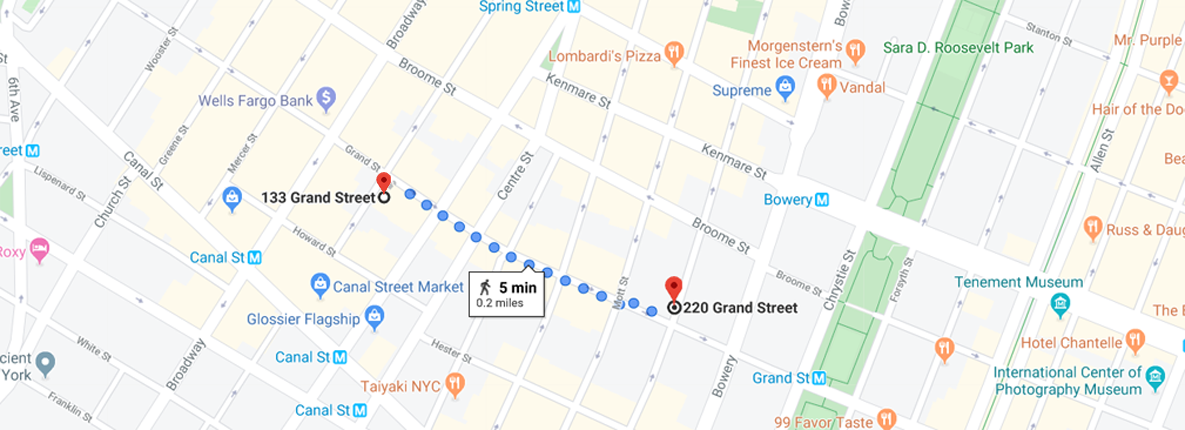 Spring Street M
Broadway
Bow
Stanton St
Wooster St
Lombardi's Pizza
Morgenstern's
Finest Ice Cream
Sara D. Roosevelt Park
Mr. Purple
6th Ave
Broome St
Kenmare St
Supreme
Vandal
Wells Fargo Bank
$
Hair of the Do
Greene St
Mercer St
Grand St
reet M
Canal St
Centre St
Kenmare St
Allen St
Bea
Lispenard St
Church St
133 Grand Street
Bowery M
Roxy
Howard St
Broome St
Russ & Daug
Canal St M
Canal Street Market
5 min
0.2 miles
Mott St
220 Grand Street
Broome St
Chrystie St
Forsyth St
Tenement Museum
Glossier Flagship
The E
White St
Hester St
Hotel Chantelle
cient
York
Broadway
Canal St M
Taiyaki NYC
Bowery
Grand St M
International Center of
Photography Museum
Franklin St
Canal St M
99 Favor Taste